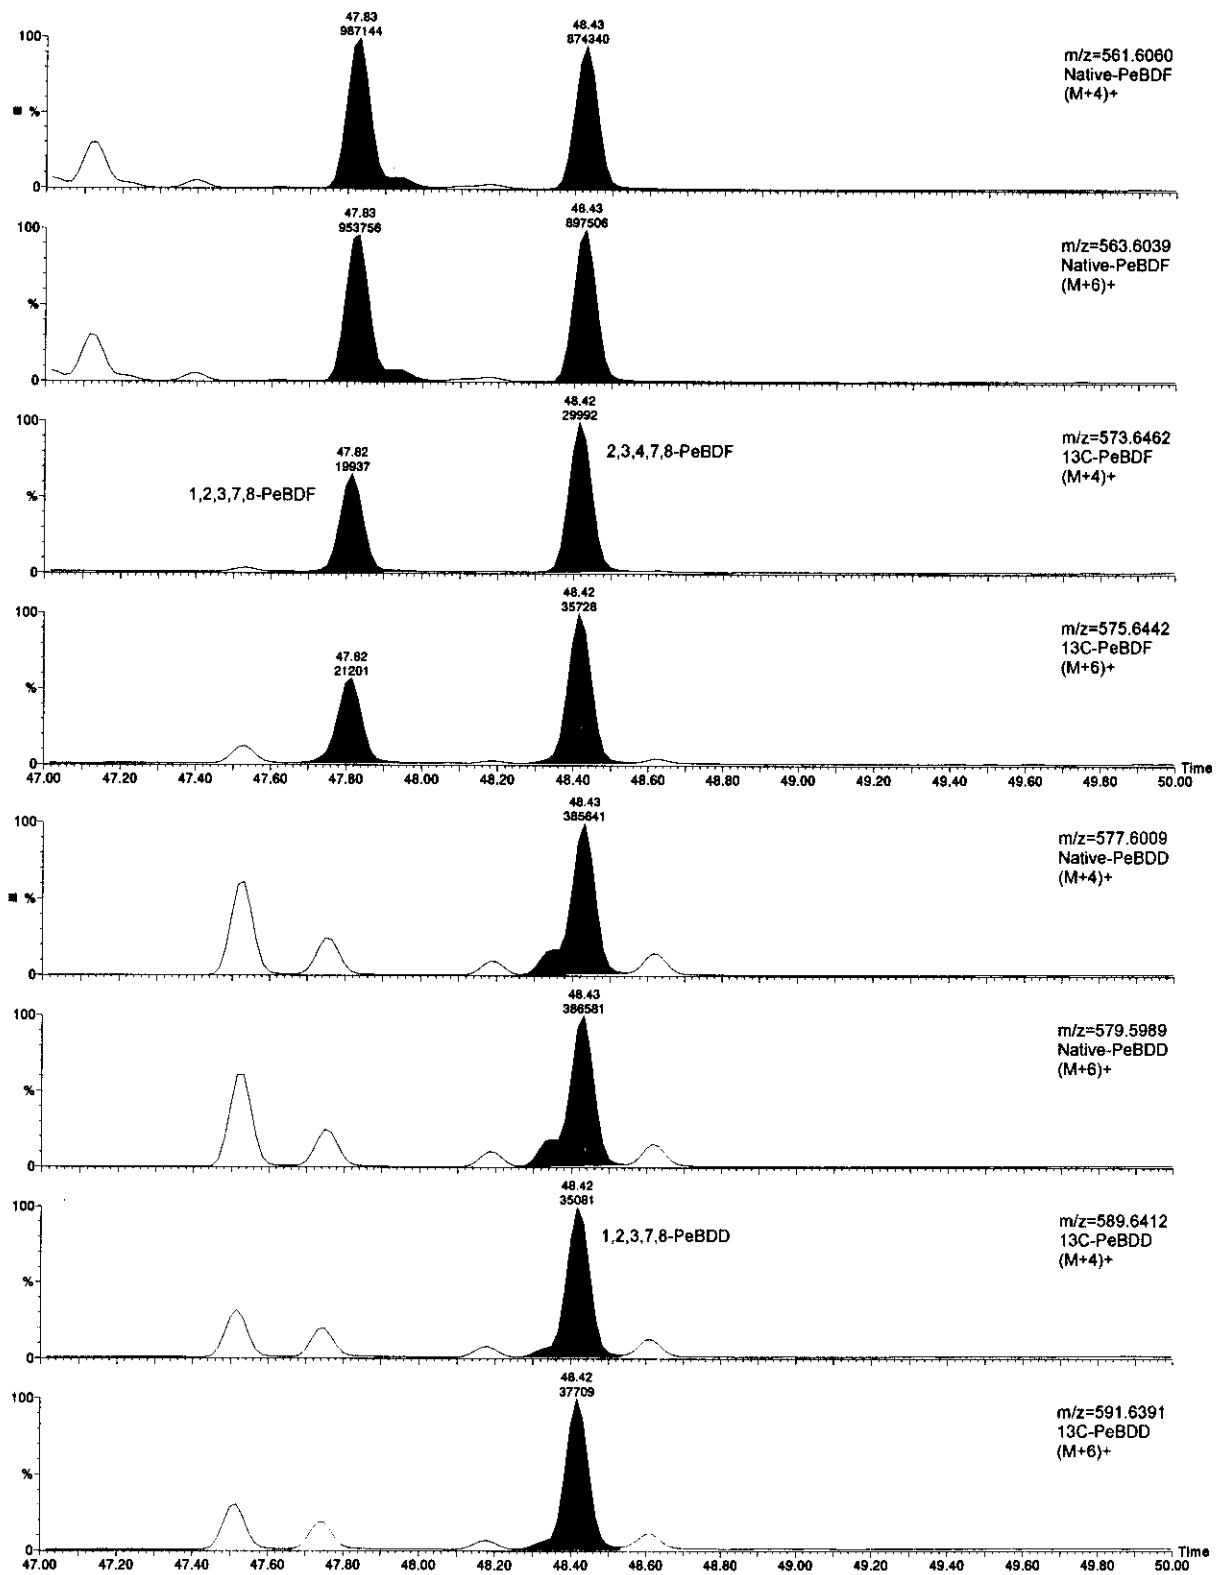 47.83
987144
48.43
874340
100
%
0
m/z=561.6060
Native-PeBDF
(M+4)+
47.83
953756
48.43
897506
100
%
0
m/z=563.6039
Native-PeBDF
(M+6)+
47.82
19937
48.42
29992
1,2,3,7,8-PeBDF
2,3,4,7,8-PeBDF
100
%
0
m/z=573.6462
13C-PeBDF
(M+4)+
47.82
21201
48.42
35728
100
%
0
m/z=575.6442
13C-PeBDF
(M+6)+
47.00 47.20 47.40 47.60 47.80 48.00 48.20 48.40 48.60 48.80 49.00 49.20 49.40 49.60 49.80 50.00 Time
48.43
385641
100
%
0
m/z=577.6009
Native-PeBDD
(M+4)+
48.43
386581
100
%
0
m/z=579.5989
Native-PeBDD
(M+6)+
48.42
35081
1,2,3,7,8-PeBDD
100
%
0
m/z=589.6412
13C-PeBDD
(M+4)+
48.42
37709
100
%
0
m/z=591.6391
13C-PeBDD
(M+6)+
47.00 47.20 47.40 47.60 47.80 48.00 48.20 48.40 48.60 48.80 49.00 49.20 49.40 49.60 49.80 50.00 Time